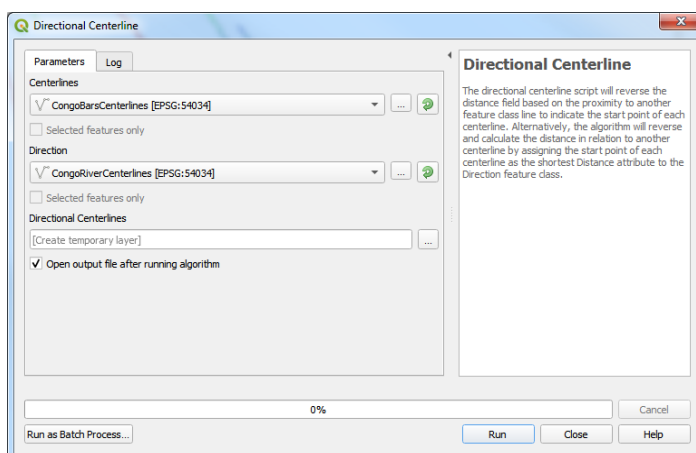 Directional Centerline
Parameters
Log
Centerlines
CongoBarsCenterlines [EPSG:54034]
...
Selected features only
Direction
CongoRiverCenterlines [EPSG:54034]
...
Selected features only
Directional Centerlines
[Create temporary layer]
...
Open output file after running algorithm
Directional Centerline
The directional centerline script will reverse the
distance field based on the proximity to another
feature class line to indicate the start point of each
centerline. Alternatively, the algorithm will reverse
and calculate the distance in relation to another
centerline by assigning the start point of each
centerline as the shortest Distance attribute to the
Direction feature class.
0%
Cancel
Run as Batch Process...
Run
Close
Help